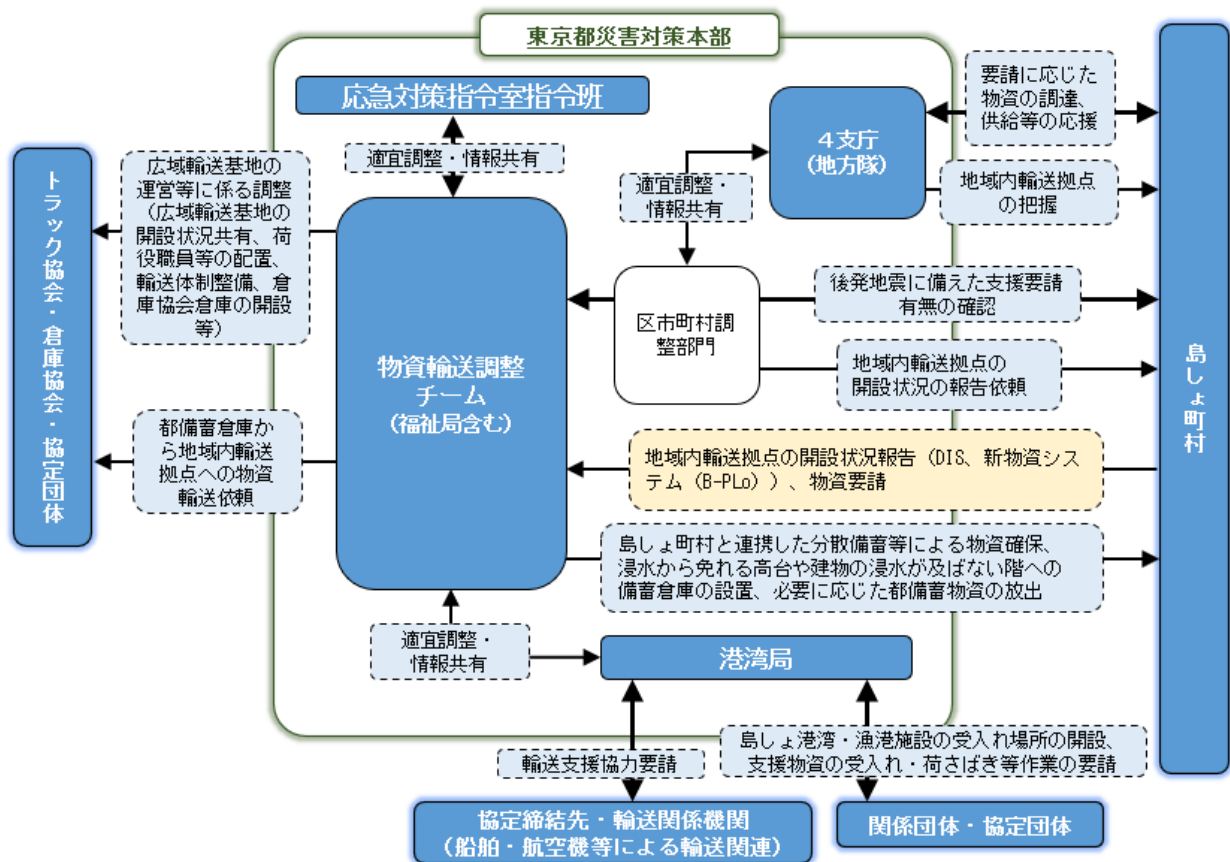 東京都災害対策本部
応急対策指令室指令班
適宜調整・情報共有
4支庁
(地方隊)
要請に応じた
物資の調達、
供給等の応援
地域内輸送拠点
の把握
適宜調整・
情報共有
トラック協会・倉庫協会・協定団体
広域輸送基地の
運営等に係る調整
(広域輸送基地の
開設状況共有、荷
役職員等の配置、
輸送体制整備、倉
庫協会倉庫の開設
等)
都備蓄倉庫か
ら地域内輸送
拠点への物資
輸送依頼
物資輸送調整
チーム
(福祉局含む)
区市町村調
整部門
後発地震に備えた支援要請
有無の確認
地域内輸送拠点の
開設状況の報告依頼
地域内輸送拠点の開設状況報告(DIS、新物資シス
テム(B-PLo))、物資要請
島しょ町村と連携した分散備蓄等による物資確保、
浸水から免れる高台や建物の浸水が及ばない階への
備蓄倉庫の設置、必要に応じた都備蓄物資の放出
島しょ町村
適宜調整・
情報共有
港湾局
輸送支援協力要請
島しょ港湾・漁港施設の受入れ場所の開設、
支援物資の受入れ・荷さばき等作業の要請
協定締結先・輸送関係機関
(船舶・航空機等による輸送関連)
関係団体・協定団体